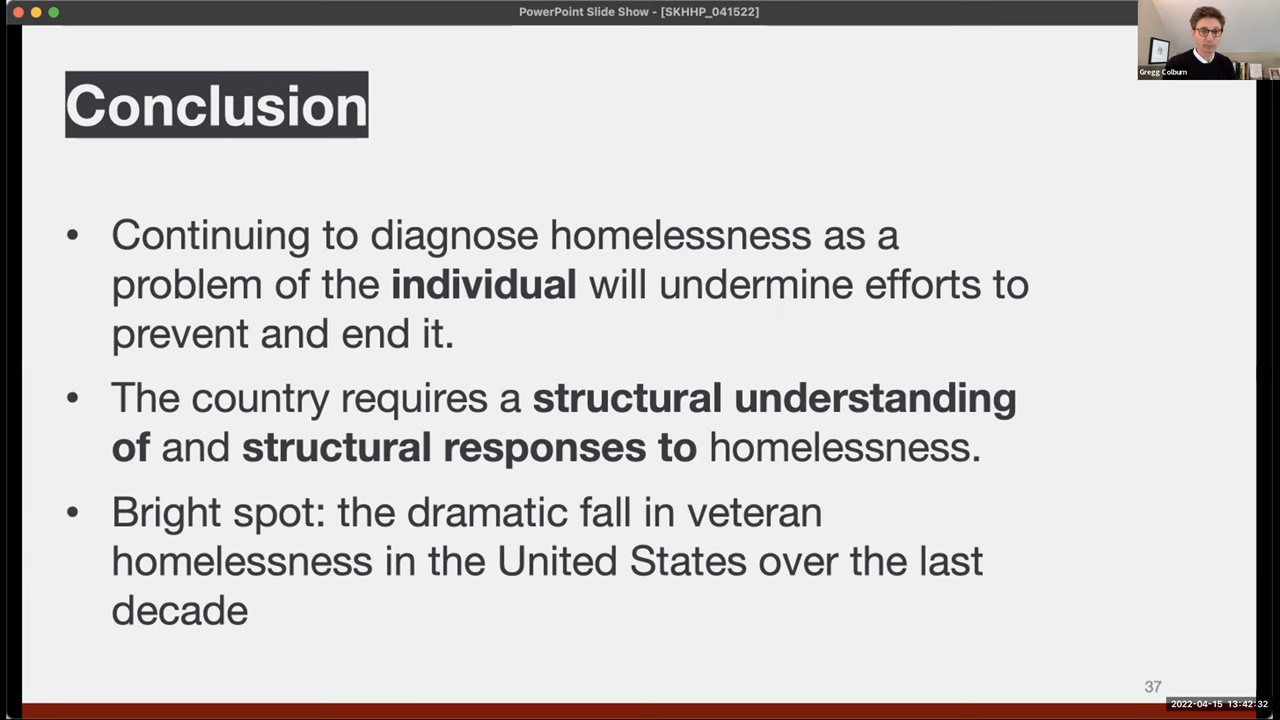 PowerPoint Slide Show - [SKHHP_041522]
Gregg Colburn
Conclusion
• Continuing to diagnose homelessness as a
problem of the individual will undermine efforts to
prevent and end it.
• The country requires a structural understanding
of and structural responses to homelessness.
• Bright spot: the dramatic fall in veteran
homelessness in the United States over the last
decade
37
2022-04-15 13:42:32